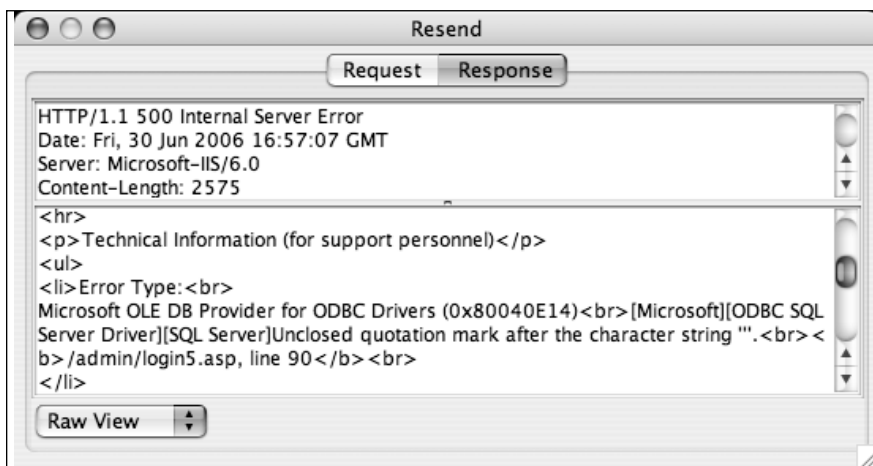 Resend
Request Response
HTTP/1.1 500 Internal Server Error
Date: Fri, 30 Jun 2006 16:57:07 GMT
Server: Microsoft-IIS/6.0
Content-Length: 2575
<hr>
<p>Technical Information (for support personnel)</p>
<ul>
<li>Error Type:<br>
Microsoft OLE DB Provider for ODBC Drivers (0x80040E14)<br>[Microsoft][ODBC SQL
Server Driver][SQL Server]Unclosed quotation mark after the character string '''.<br><
b>/admin/login5.asp, line 90</b><br>
</li>
Raw View